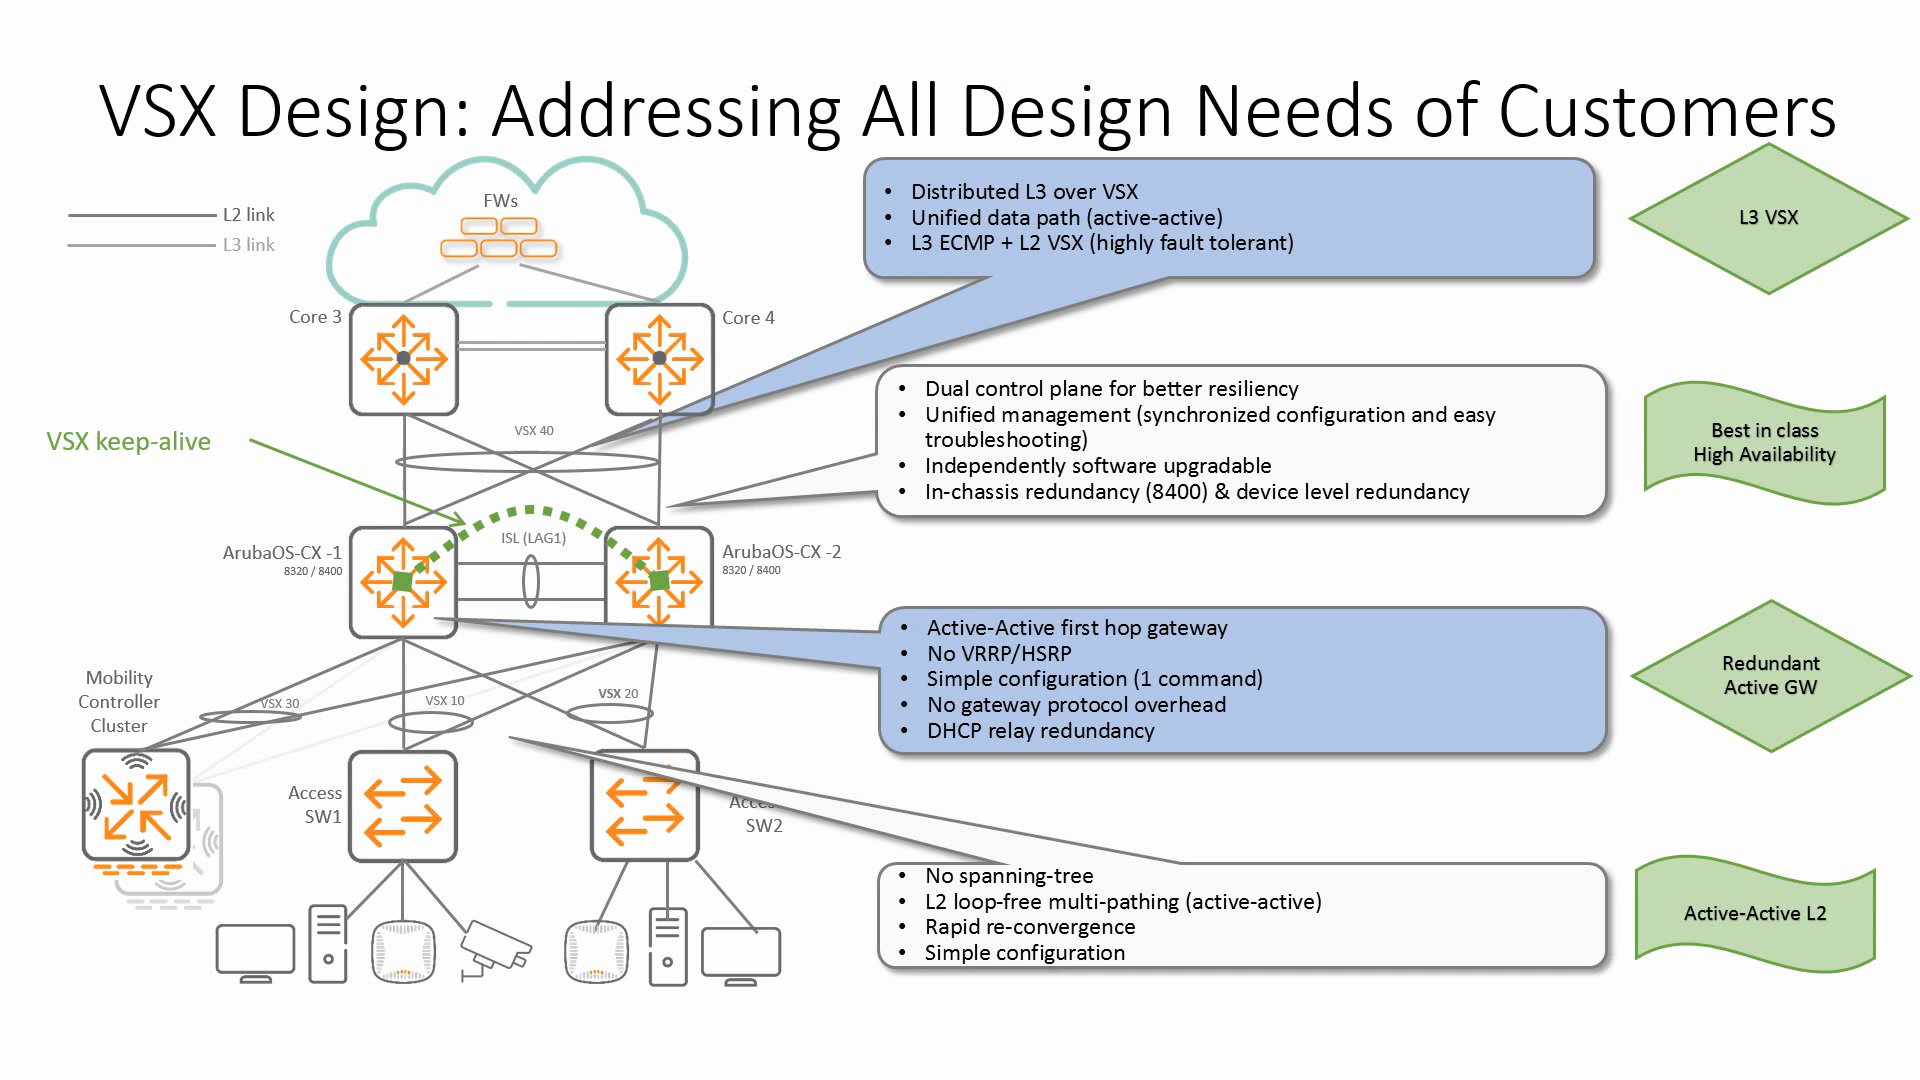 VSX Design: Addressing All Design Needs of Customers
L2 link
L3 link
FWs
Core 3
Core 4
VSX 40
VSX keep-alive
ISL (LAG1)
ArubaOS-CX -1
8320 / 8400
ArubaOS-CX -2
8320 / 8400
Mobility
Controller
Cluster
VSX 30
VSX 10
VSX 20
Access
SW1
SW2
• Distributed L3 over VSX
• Unified data path (active-active)
• L3 ECMP + L2 VSX (highly fault tolerant)
L3 VSX
• Dual control plane for better resiliency
• Unified management (synchronized configuration and easy
troubleshooting)
• Independently software upgradable
• In-chassis redundancy (8400) & device level redundancy
Best in class
High Availability
• Active-Active first hop gateway
• No VRRP/HSRP
• Simple configuration (1 command)
• No gateway protocol overhead
• DHCP relay redundancy
Redundant
Active GW
• No spanning-tree
• L2 loop-free multi-pathing (active-active)
• Rapid re-convergence
• Simple configuration
Active-Active L2